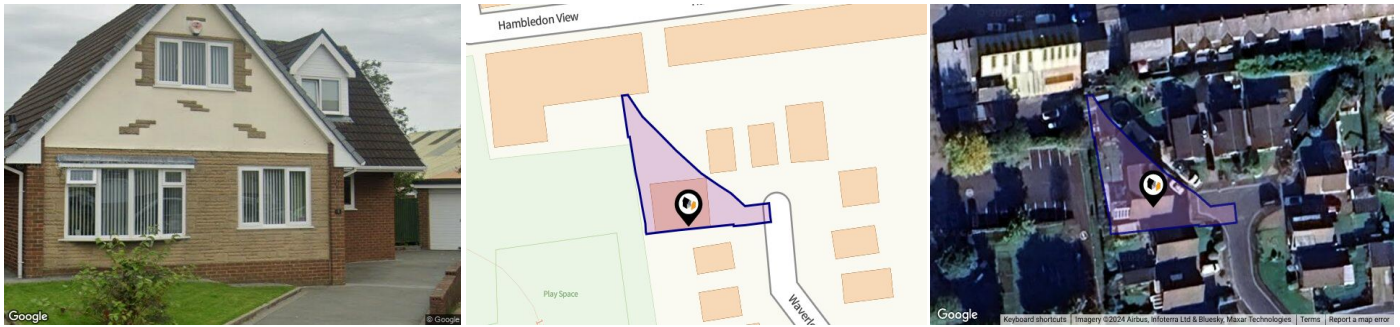 Hambledon View
Play Space
Waverle
Google
© Google
Google
Keyboard shortcuts
Imagery ©2024 Airbus, Infoterra Ltd & Bluesky, Maxar Technologies
Terms
Report a map error